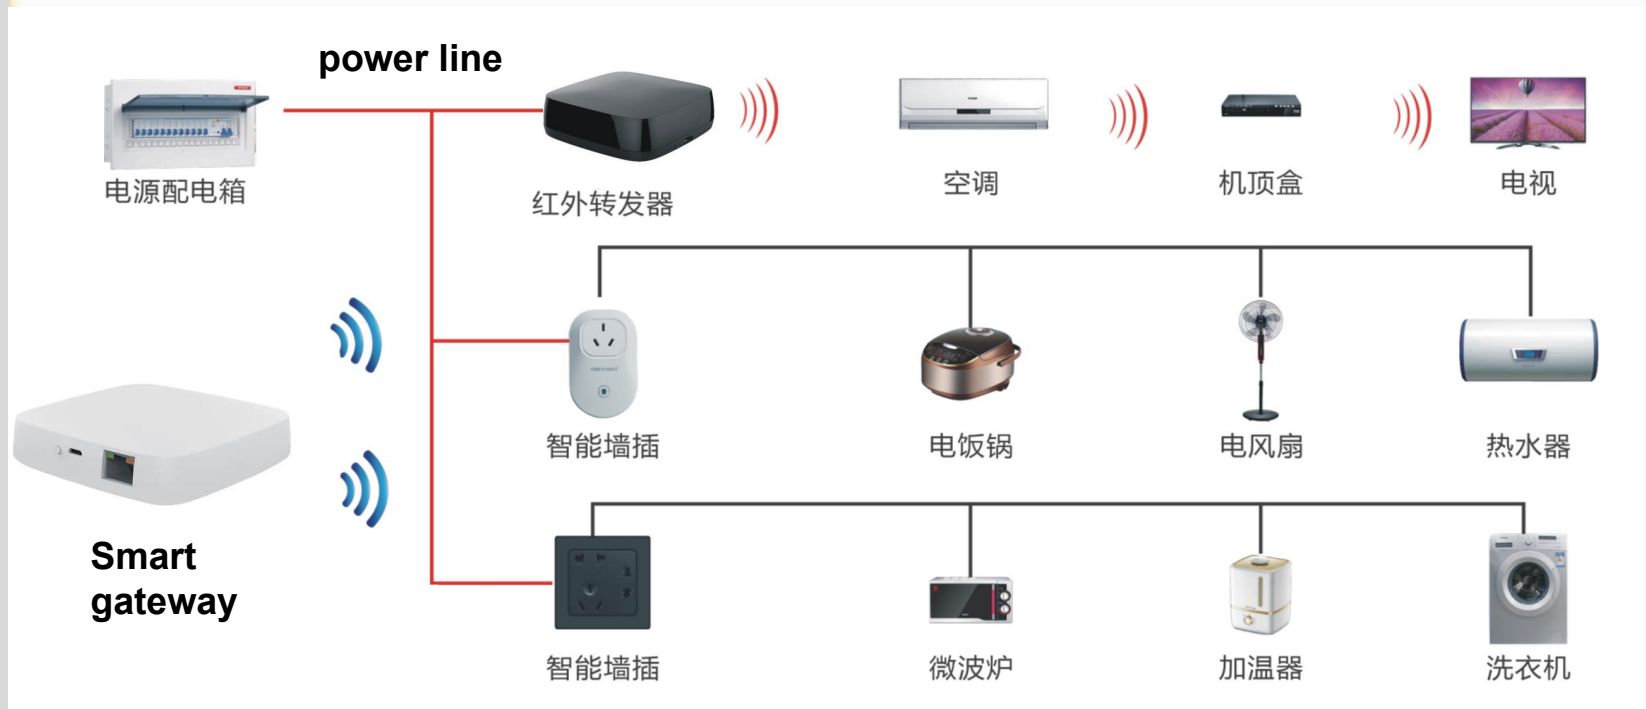 power line
电源配电箱
红外转发器
空调
机顶盒
电视
智能墙插
电饭锅
电风扇
热水器
Smart
gateway
智能墙插
微波炉
加温器
洗衣机